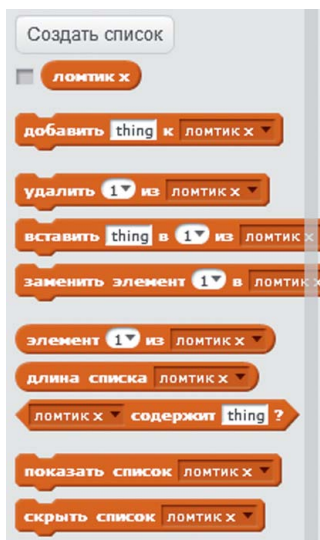 Создать список
ломтик x
добавить thing к ломтик x
удалить 1 из ломтик x
вставить thing в 1 из ломтик x
заменить элемент 1 в ломтик
элемент 1 из ломтик x
длина списка ломтик x
ломтик x содержит thing ?
показать список ломтик x
скрыть список ломтик x